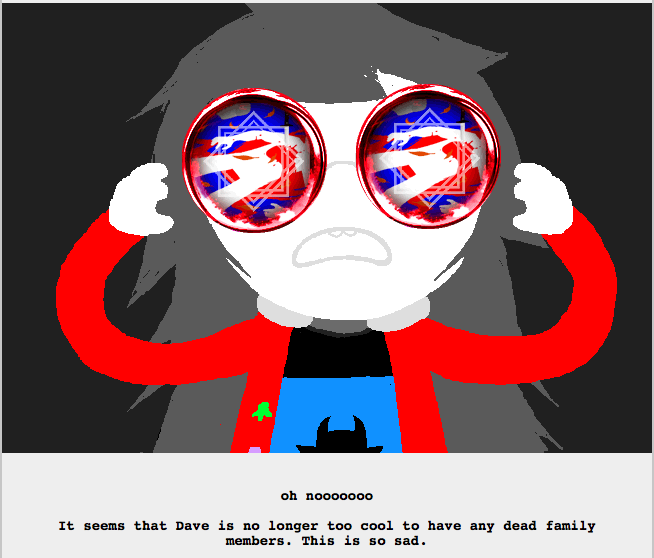 oh nooooooo
It seems that Dave is no longer too cool to have any dead family
members. This is so sad.